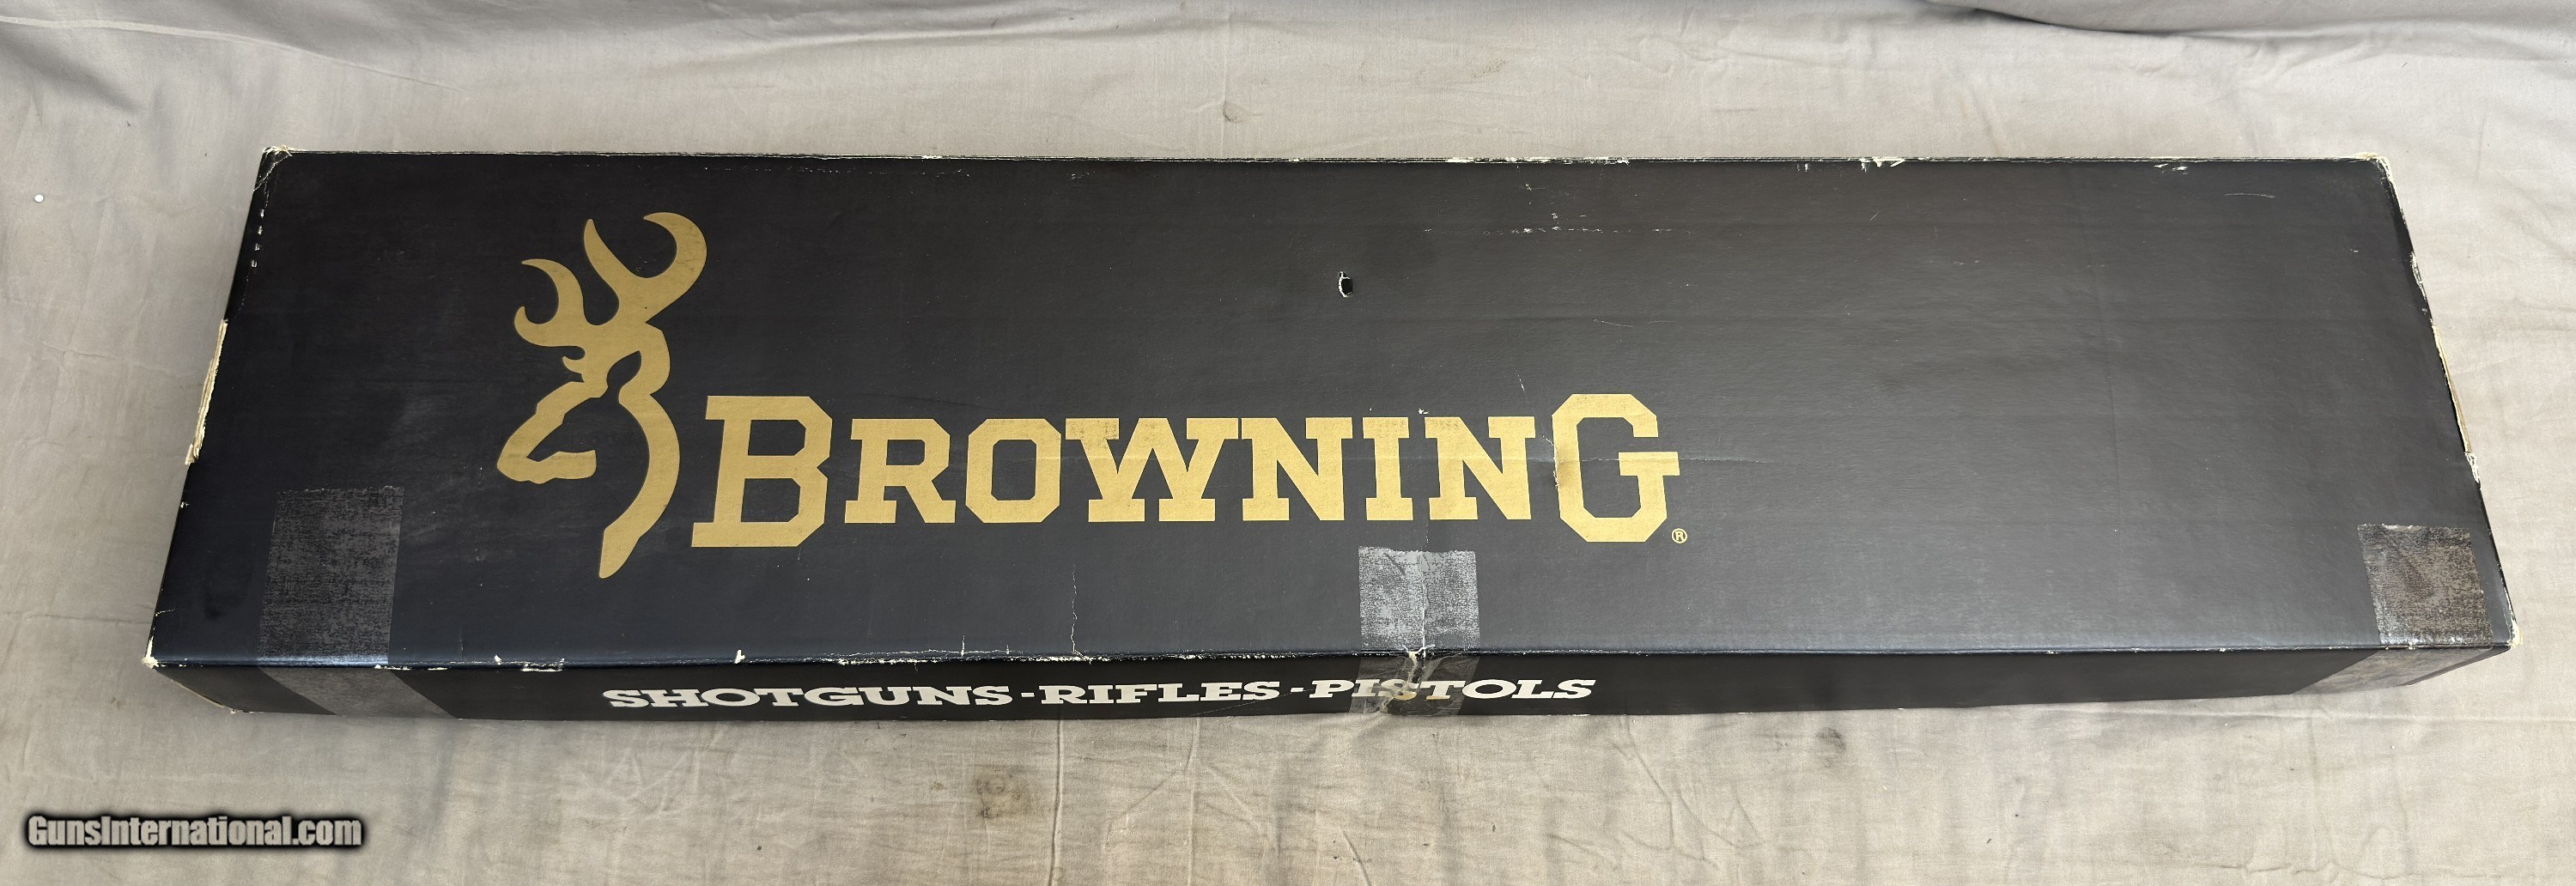 BROWNING®
SHOTGUNS - RIFLES - PISTOLS
GunsInternational.com